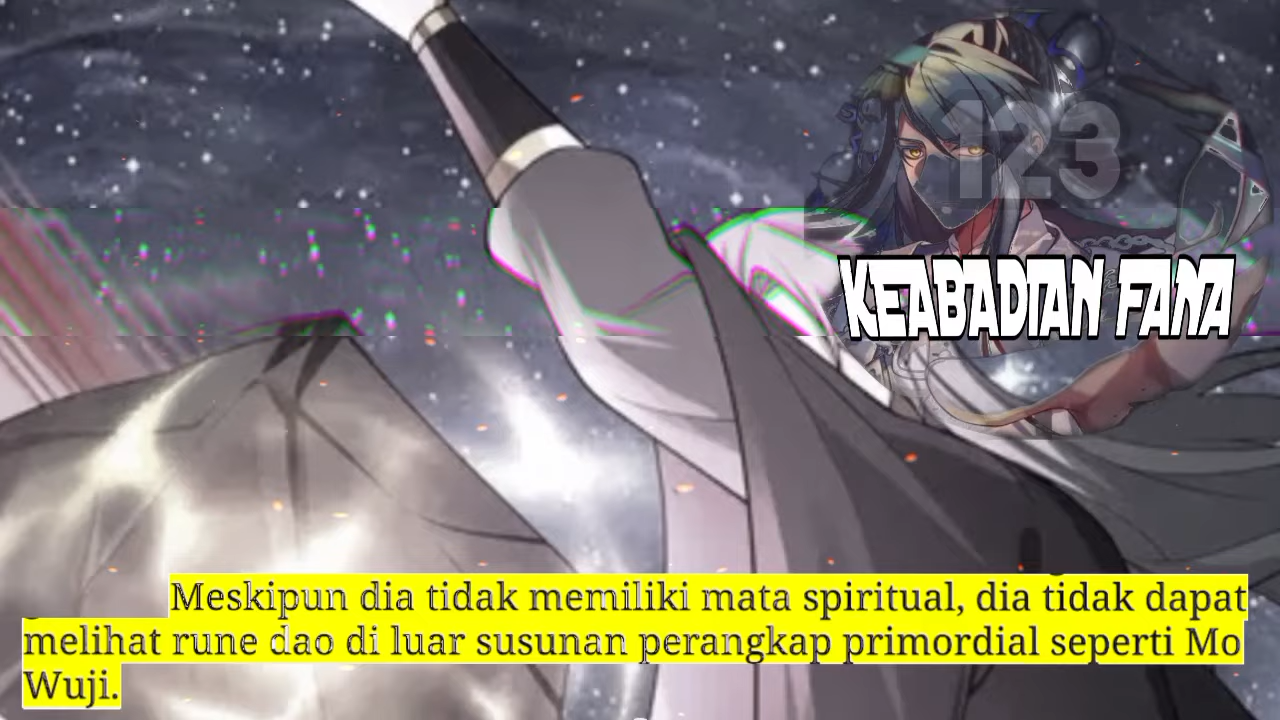 123
KEABADIAN FANA
Meskipun dia tidak memiliki mata spiritual, dia tidak dapat
melihat rune dao di luar susunan perangkap primordial seperti Mo
Wuji.